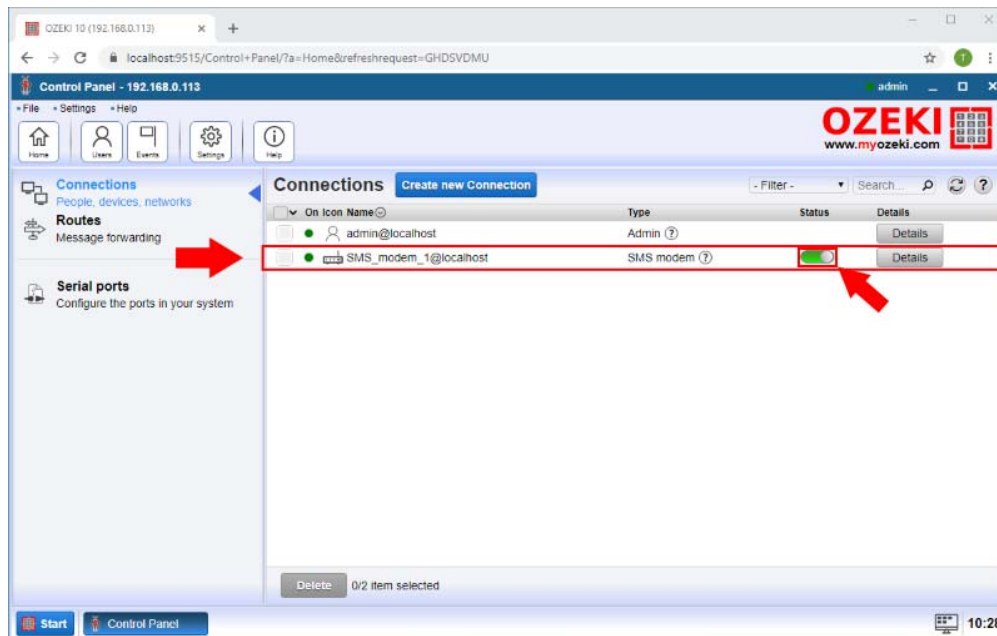 OZEKI 10 (192.168.0.113)
localhost:9515/Control+Panel/?a=Home&refreshrequest=GHDSVDMU
T
Control Panel - 192.168.0.113
admin
File Settings Help
Home Users Events Settings Help
OZEKI
www.myozeki.com
Connections
People, devices, networks
Routes
Message forwarding
Serial ports
Configure the ports in your system
Connections Create new Connection - Filter - Search...
On Icon Name Type Status Details
admin@localhost Admin Details
SMS_modem_1@localhost SMS modem Details
Delete 0/2 item selected
Start Control Panel